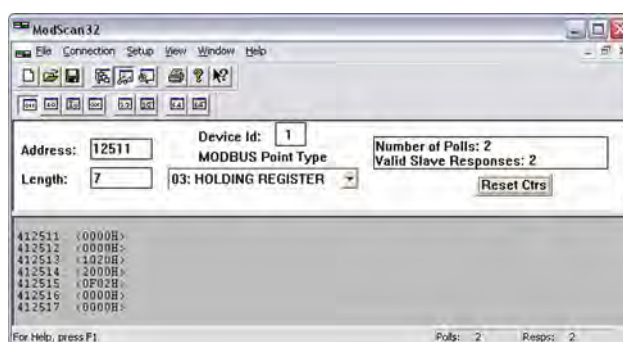 ModScan32
File Connection Setup View Window Help
Address: 12511
Device Id: 1
MODBUS Point Type
Length: 7
03: HOLDING REGISTER
Number of Polls: 2
Valid Slave Responses: 2
Reset Ctrs
412511 <0000H>
412512 <0000H>
412513 <1020H>
412514 <2000H>
412515 <0F02H>
412516 <0000H>
412517 <0000H>
For Help, press F1
Polls: 2 Resps: 2